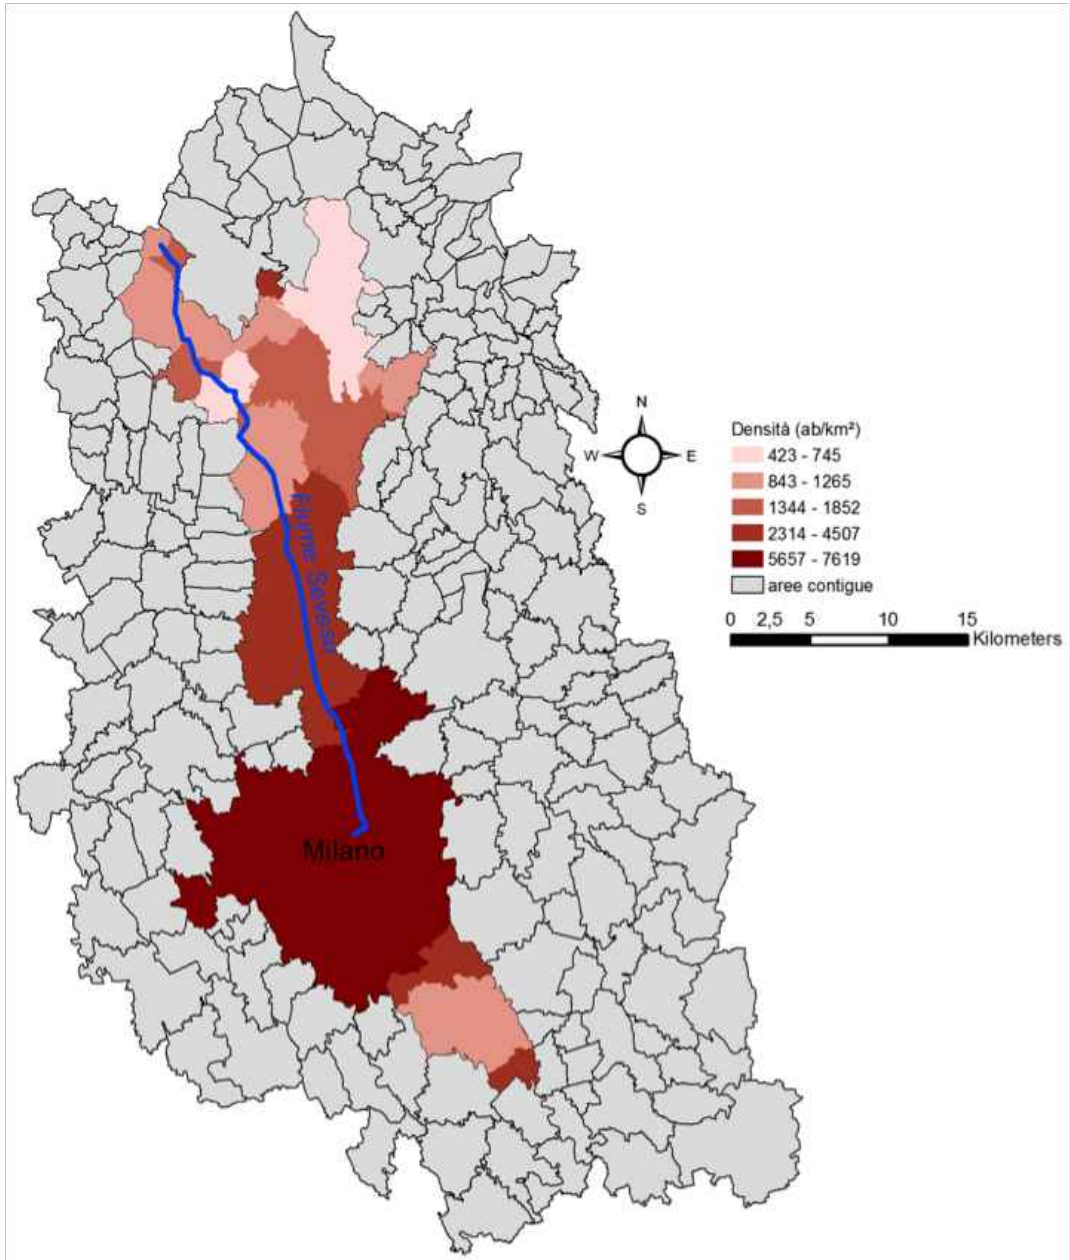 N
W E
S
Densità (ab/km²)
423 - 745
843 - 1265
1344 - 1852
2314 - 4507
5657 - 7619
aree contigue
0 2,5 5 10 15
Kilometers
Fiume Seveso
Milano